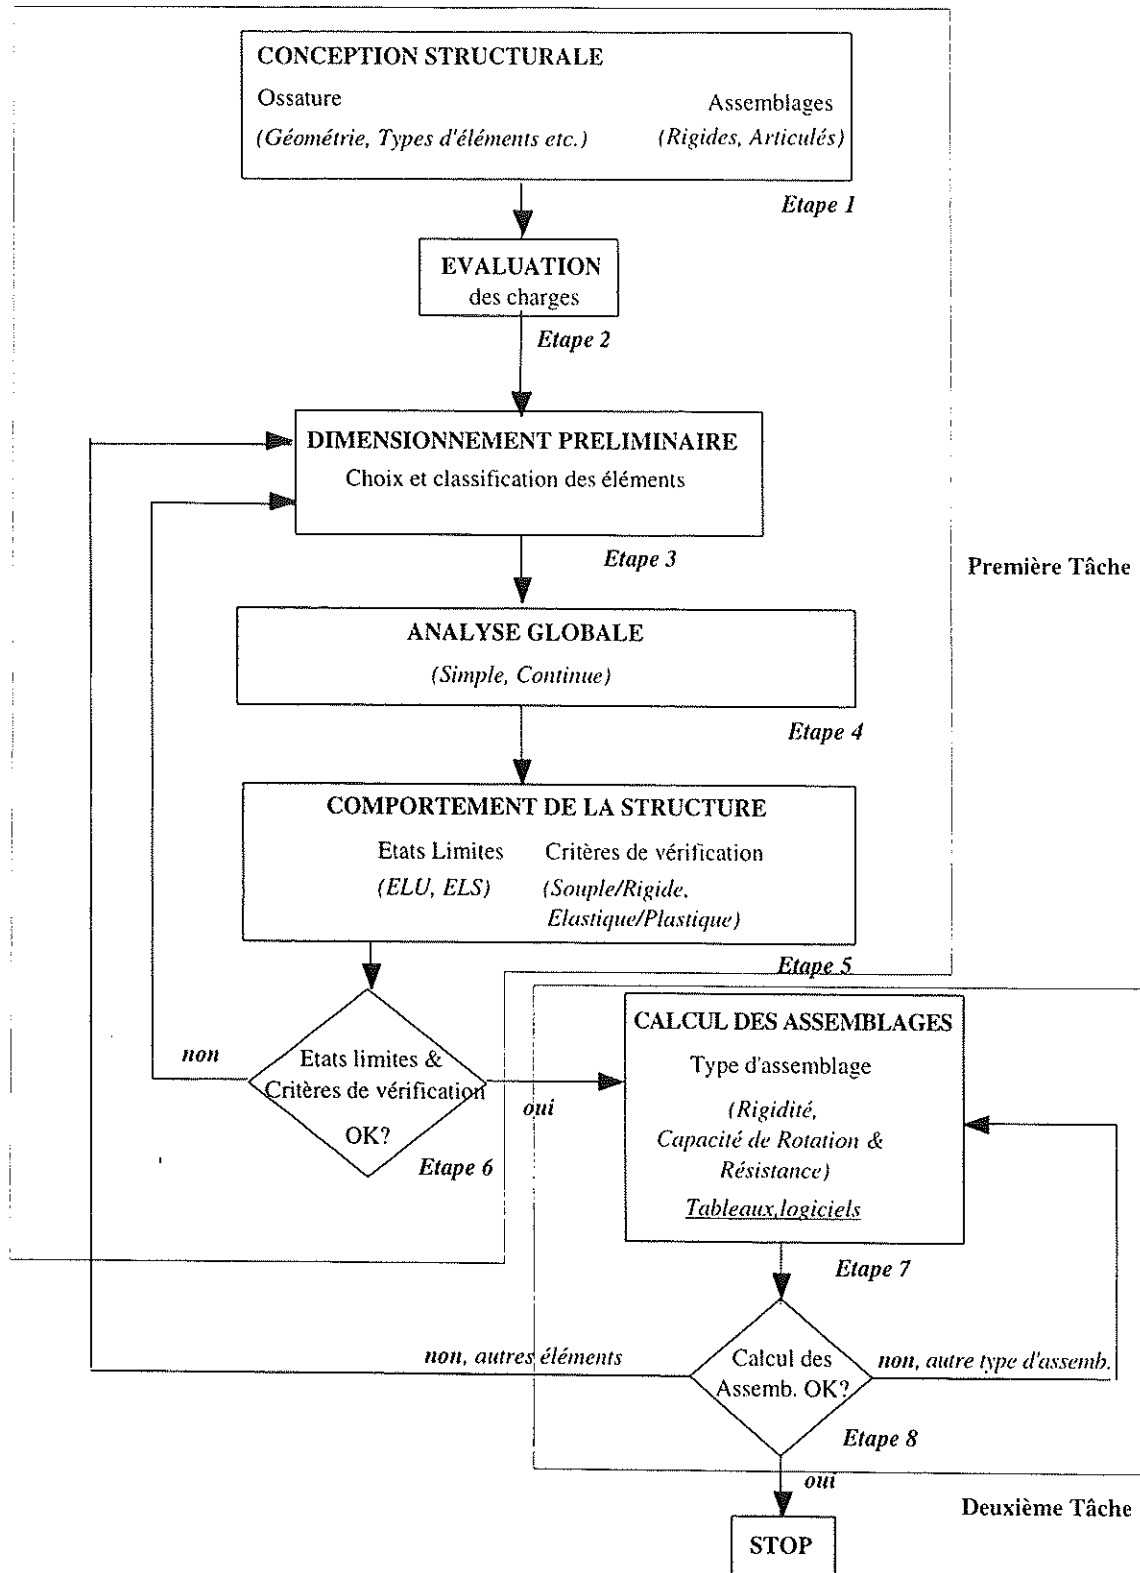 CONCEPTION STRUCTURALE
Ossature
Assemblages
(Géométrie, Types d'éléments etc.)
(Rigides, Articulés)
Etape 1
EVALUATION
des charges
Etape 2
DIMENSIONNEMENT PRELIMINAIRE
Choix et classification des éléments
Etape 3
Première Tâche
ANALYSE GLOBALE
(Simple, Continue)
Etape 4
COMPORTEMENT DE LA STRUCTURE
Etats Limites
Critères de vérification
(ELU, ELS)
(Souple/Rigide,
Elastique/Plastique)
Etape 5
non
Etats limites &
Critères de vérification
OK?
Etape 6
oui
CALCUL DES ASSEMBLAGES
Type d'assemblage
(Rigidité,
Capacité de Rotation &
Résistance)
Tableaux,logiciels
Etape 7
non, autres éléments
Calcul des
Assemb. OK?
non, autre type d'assemb.
Etape 8
oui
Deuxième Tâche
STOP